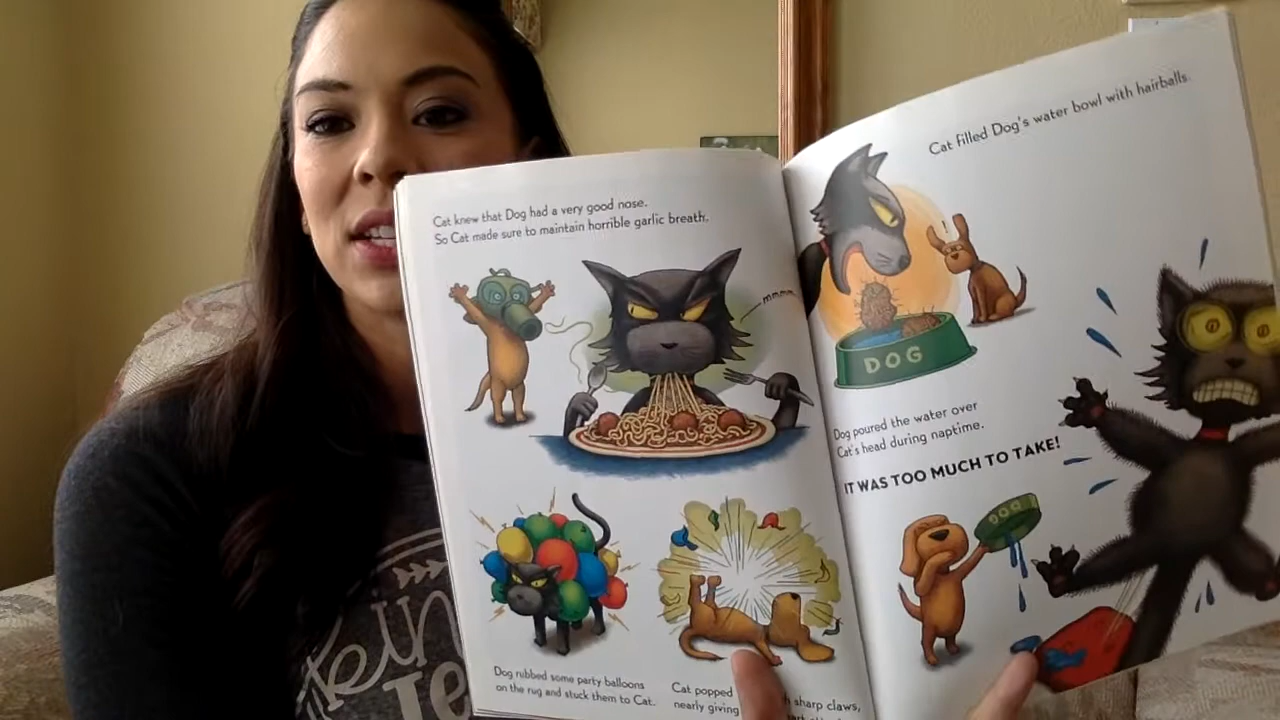 Cat knew that Dog had a very good nose.
So Cat made sure to maintain horrible garlic breath.
mmmm
Dog rubbed some party balloons
on the rug and stuck them to Cat.
Cat popped
sharp claws,
nearly giving
Cat filled Dog's water bowl with hairballs.
DOG
Dog poured the water over
Cat's head during naptime.
IT WAS TOO MUCH TO TAKE!
DOG